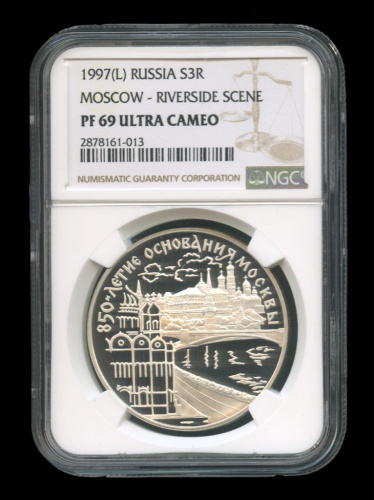 1997(L) RUSSIA S3R
MOSCOW - RIVERSIDE SCENE
PF 69 ULTRA CAMEO
2878161-013
NUMISMATIC GUARANTY CORPORATION
NGC
850-ЛЕТИЕ ОСНОВАНИЯ МОСКВЫ